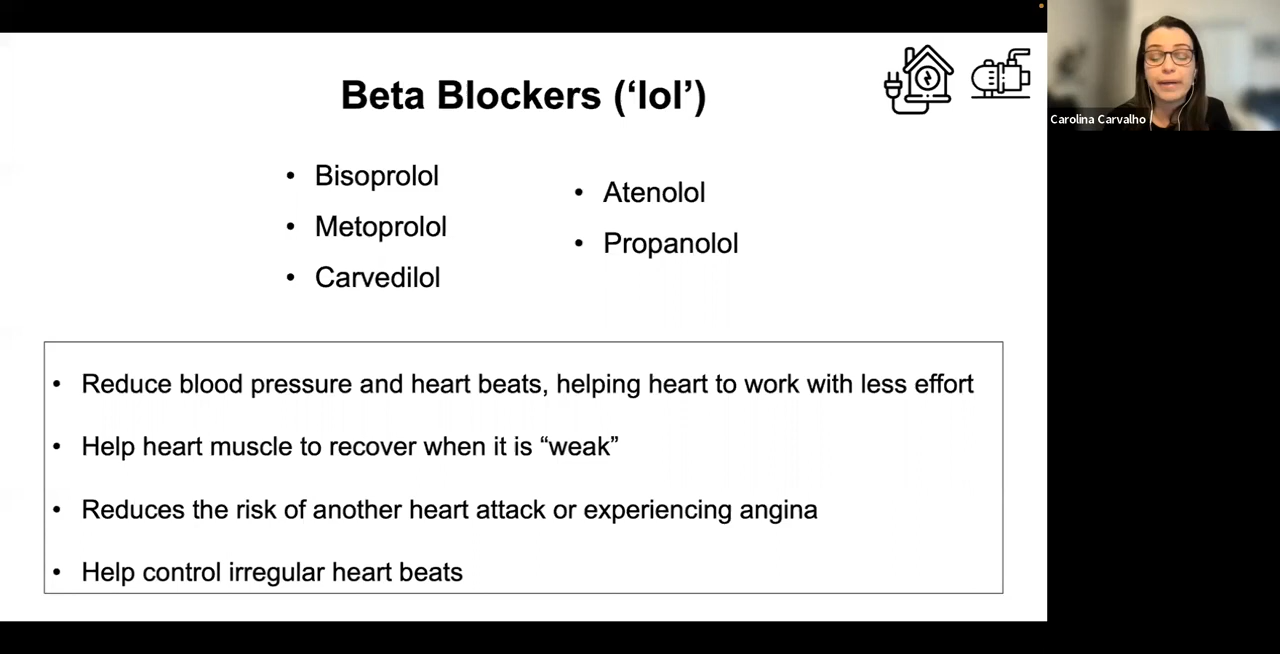 Beta Blockers (‘lol’)
• Bisoprolol
• Metoprolol
• Carvedilol
• Atenolol
• Propanolol
• Reduce blood pressure and heart beats, helping heart to work with less effort
• Help heart muscle to recover when it is “weak”
• Reduces the risk of another heart attack or experiencing angina
• Help control irregular heart beats
Carolina Carvalho